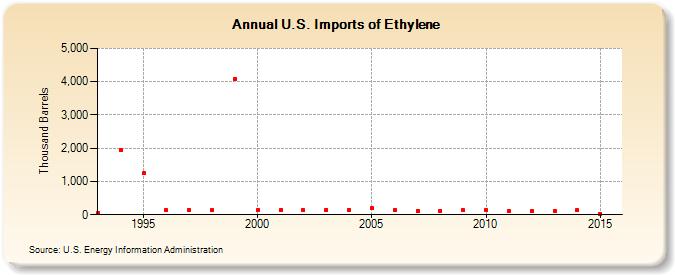 Annual U.S. Imports of Ethylene
Thousand Barrels
5,000
4,000
3,000
2,000
1,000
0
1995 2000 2005 2010 2015
Source: U.S. Energy Information Administration